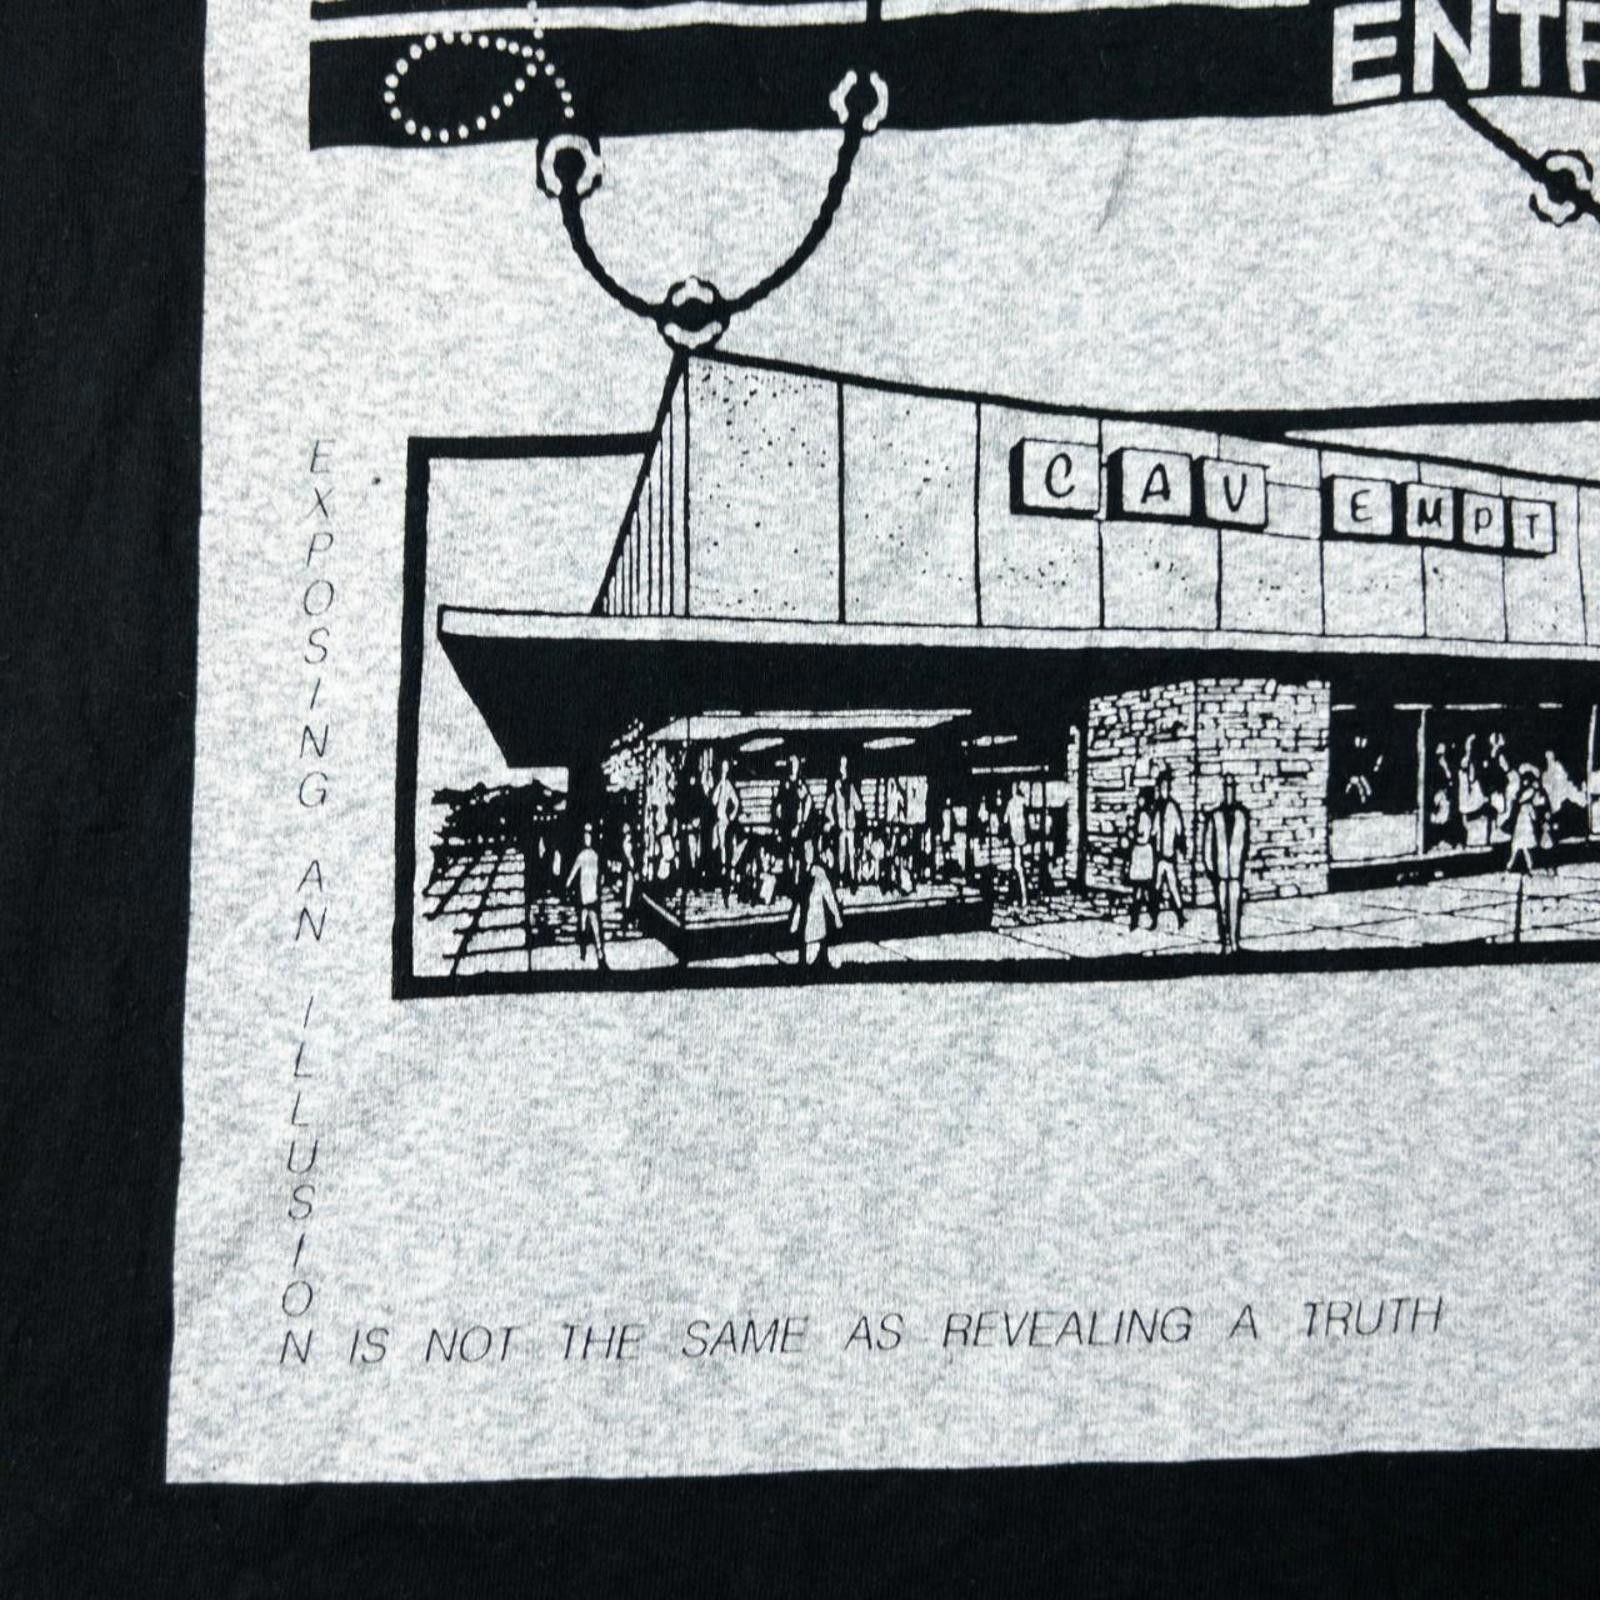 ENTR
CAV EMPT
EXPOSING AN ILLUSION
IS NOT THE SAME AS REVEALING A TRUTH